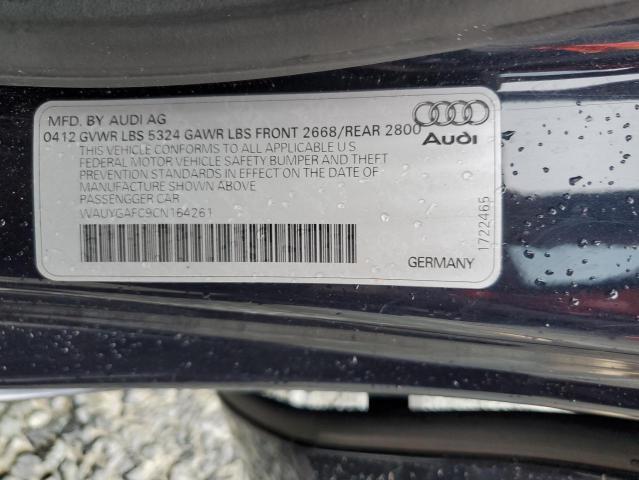 MFD. BY AUDI AG
0412 GVWR LBS 5324 GAWR LBS FRONT 2668/REAR 2800
Audi
THIS VEHICLE CONFORMS TO ALL APPLICABLE U S
FEDERAL MOTOR VEHICLE SAFETY BUMPER AND THEFT
PREVENTION STANDARDS IN EFFECT ON THE DATE OF
MANUFACTURE SHOWN ABOVE
PASSENGGER CAR
WAUYGAFC9CN164261
1722465
GERMANY